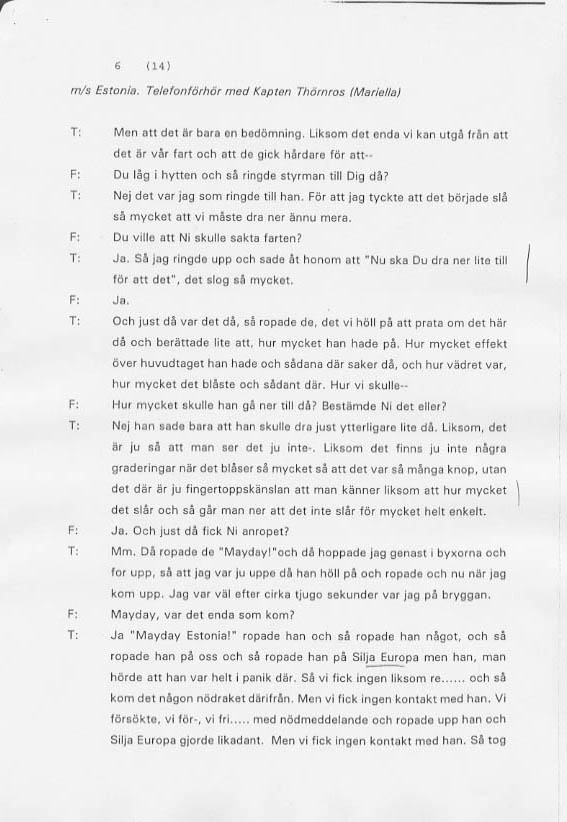 6 (14)
m/s Estonia. Telefonförhör med Kapten Thörnros (Mariella)
T: Men att det är bara en bedömning. Liksom det enda vi kan utgå från att
det är vår fart och att de gick hårdare för att--
F: Du låg i hytten och så ringde styrman till Dig då?
T: Nej det var jag som ringde till han. För att jag tyckte att det började slå
så mycket att vi måste dra ner ännu mera.
F: Du ville att Ni skulle sakta farten?
T: Ja. Så jag ringde upp och sade åt honom att "Nu ska Du dra ner lite till
för att det", det slog så mycket.
F: Ja.
T: Och just då var det då, så ropade de, det vi höll på att prata om det här
då och berättade lite att, hur mycket han hade på. Hur mycket effekt
över huvudtaget han hade och sådana där saker då, och hur vädret var,
hur mycket det blåste och sådant där. Hur vi skulle--
F: Hur mycket skulle han gå ner till då? Bestämde Ni det eller?
T: Nej han sade bara att han skulle dra just ytterligare lite då. Liksom, det
är ju så att man ser det ju inte-. Liksom det finns ju inte några
graderingar när det blåser så mycket så att det var så många knop, utan
det där är ju fingertoppskänslan att man känner liksom att hur mycket
det slår och så går man ner att det inte slår för mycket helt enkelt.
F: Ja. Och just då fick Ni anropet?
T: Mm. Då ropade de "Mayday!"och då hoppade jag genast i byxorna och
for upp, så att jag var ju uppe då han höll på och ropade och nu när jag
kom upp. Jag var väl efter cirka tjugo sekunder var jag på bryggan.
F: Mayday, var det enda som kom?
T: Ja "Mayday Estonia!" ropade han och så ropade han något, och så
ropade han på oss och så ropade han på Silja Europa men han, man
hörde att han var helt i panik där. Så vi fick ingen liksom re...... och så
kom det någon nödraket därifrån. Men vi fick ingen kontakt med han. Vi
försökte, vi för-, vi fri..... med nödmeddelande och ropade upp han och
Silja Europa gjorde likadant. Men vi fick ingen kontakt med han. Så tog